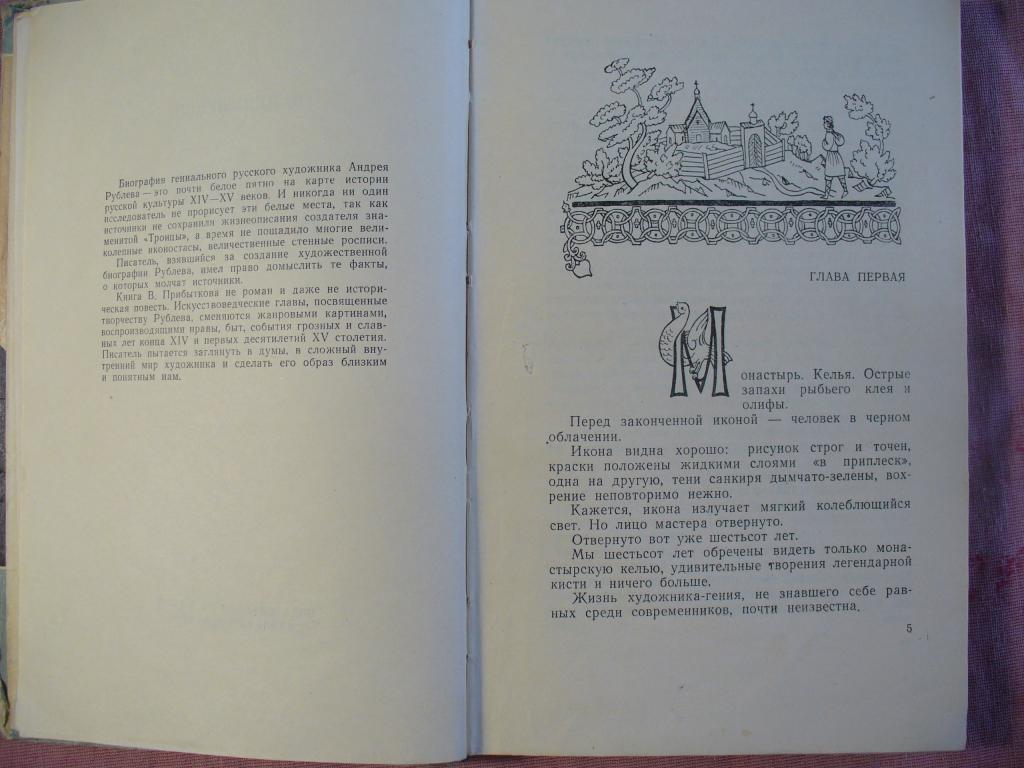 Биография гениального русского художника Андрея
Рублева — это почти белое пятно на карте истории
русской культуры XIV—XV веков. И никогда ни один
исследователь не прорисует эти белые места, так как
источники не сохранили жизнеописания создателя зна-
менитой «Троицы», а время не пощадило многие вели-
колепные иконостасы, величественные стенные росписи.
Писатель, взявшийся за создание художественной
биографии Рублева, имел право домыслить те факты,
о которых молчат источники.
Книга В. Прибыткова не роман и даже не истори-
ческая повесть. Искусствоведческие главы, посвященные
творчеству Рублева, сменяются жанровыми картинами,
воспроизводящими нравы, быт, события грозных и слав-
ных лет конца XIV и первых десятилетий XV столетия.
Писатель пытается заглянуть в думы, в сложный внут-
ренний мир художника и сделать его образ близким
и понятным нам.
ГЛАВА ПЕРВАЯ
Монастырь. Келья. Острые
запахи рыбьего клея и
олифы.
Перед законченной иконой — человек в черном
облачении.
Икона видна хорошо: рисунок строг и точен,
краски положены жидкими слоями «в приплеск»,
одна на другую, тени санкиря дымчато-зелены, вох-
рение неповторимо нежно.
Кажется, икона излучает мягкий колеблющийся
свет. Но лицо мастера отвернуто.
Отвернуто вот уже шестьсот лет.
Мы шестьсот лет обречены видеть только мона-
стырскую келью, удивительные творения легендарной
кисти и ничего больше.
Жизнь художника-гения, не знавшего себе рав-
ных среди современников, почти неизвестна.
5